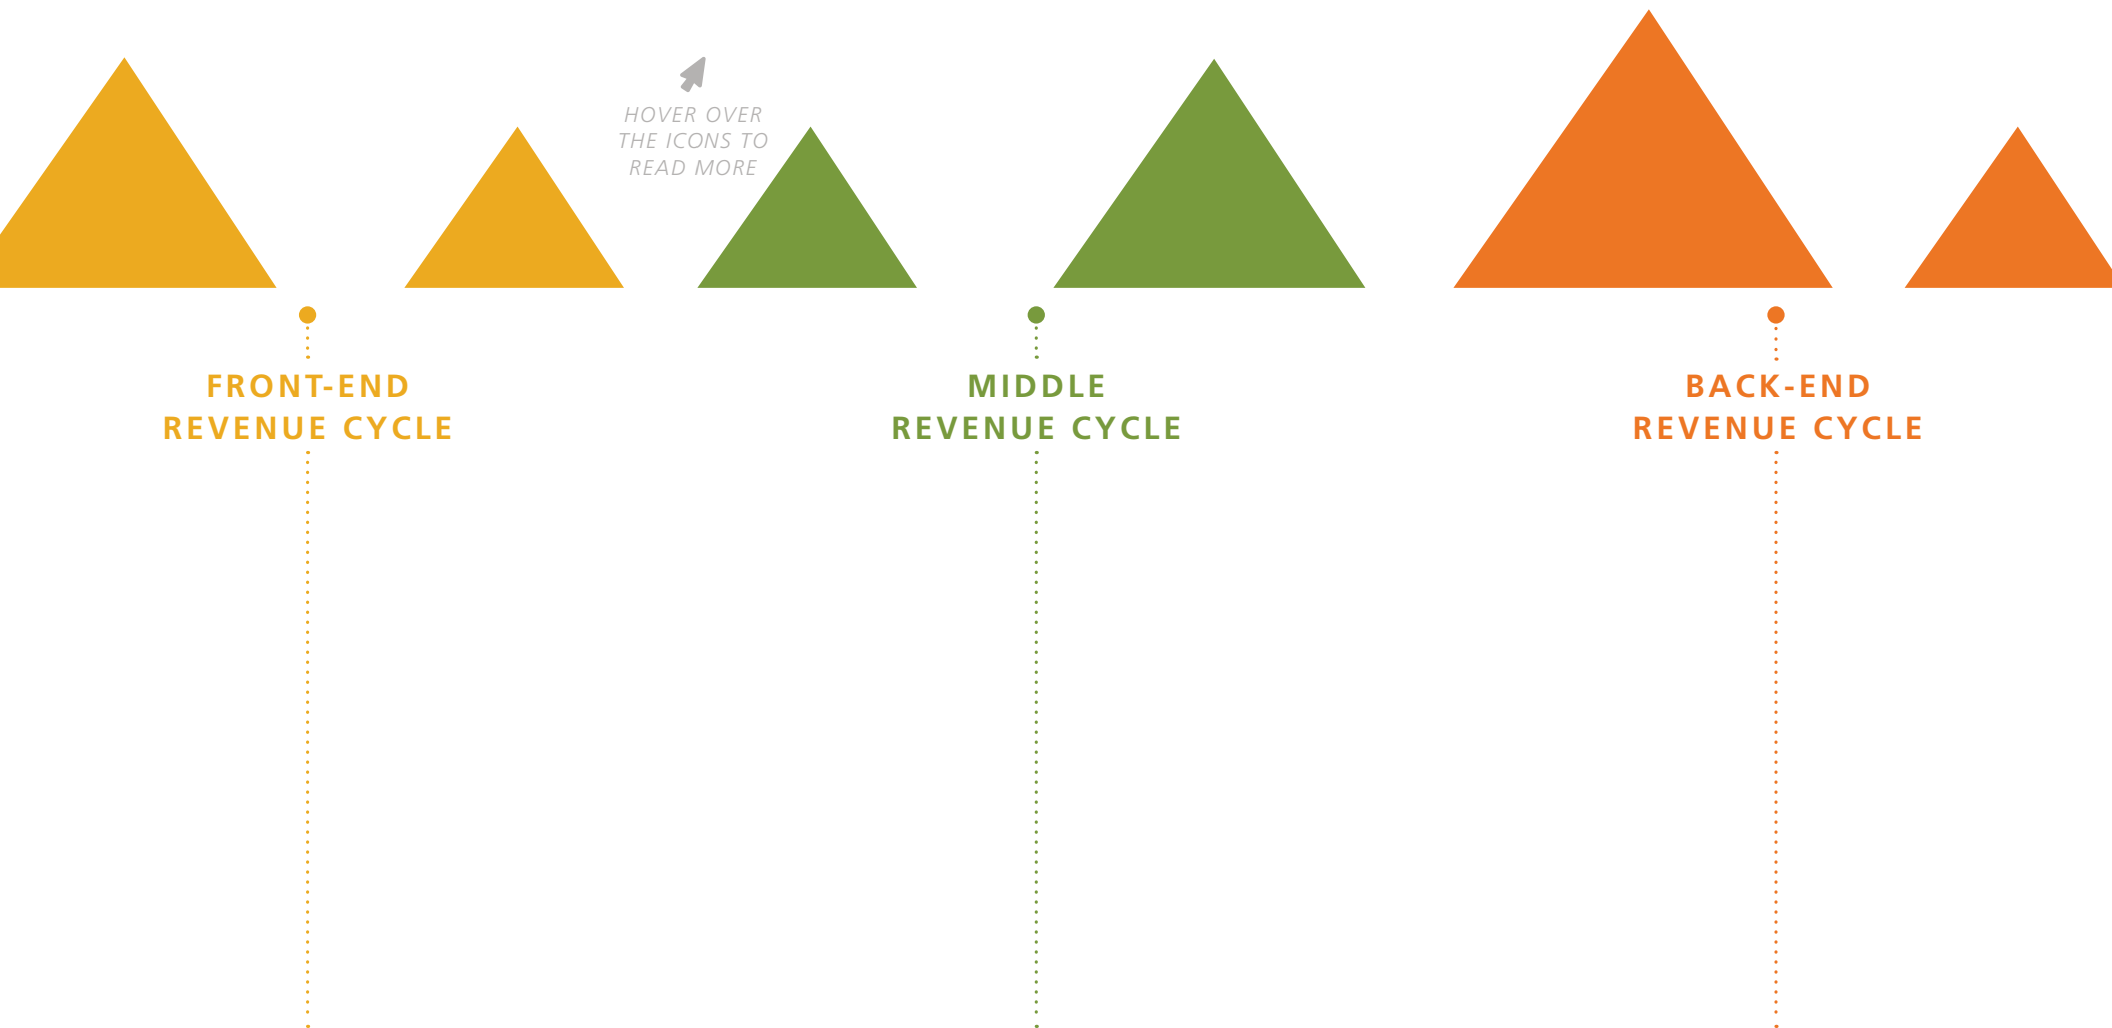 HOVER OVER
THE ICONS TO
READ MORE
FRONT-END
REVENUE CYCLE
MIDDLE
REVENUE CYCLE
BACK-END
REVENUE CYCLE